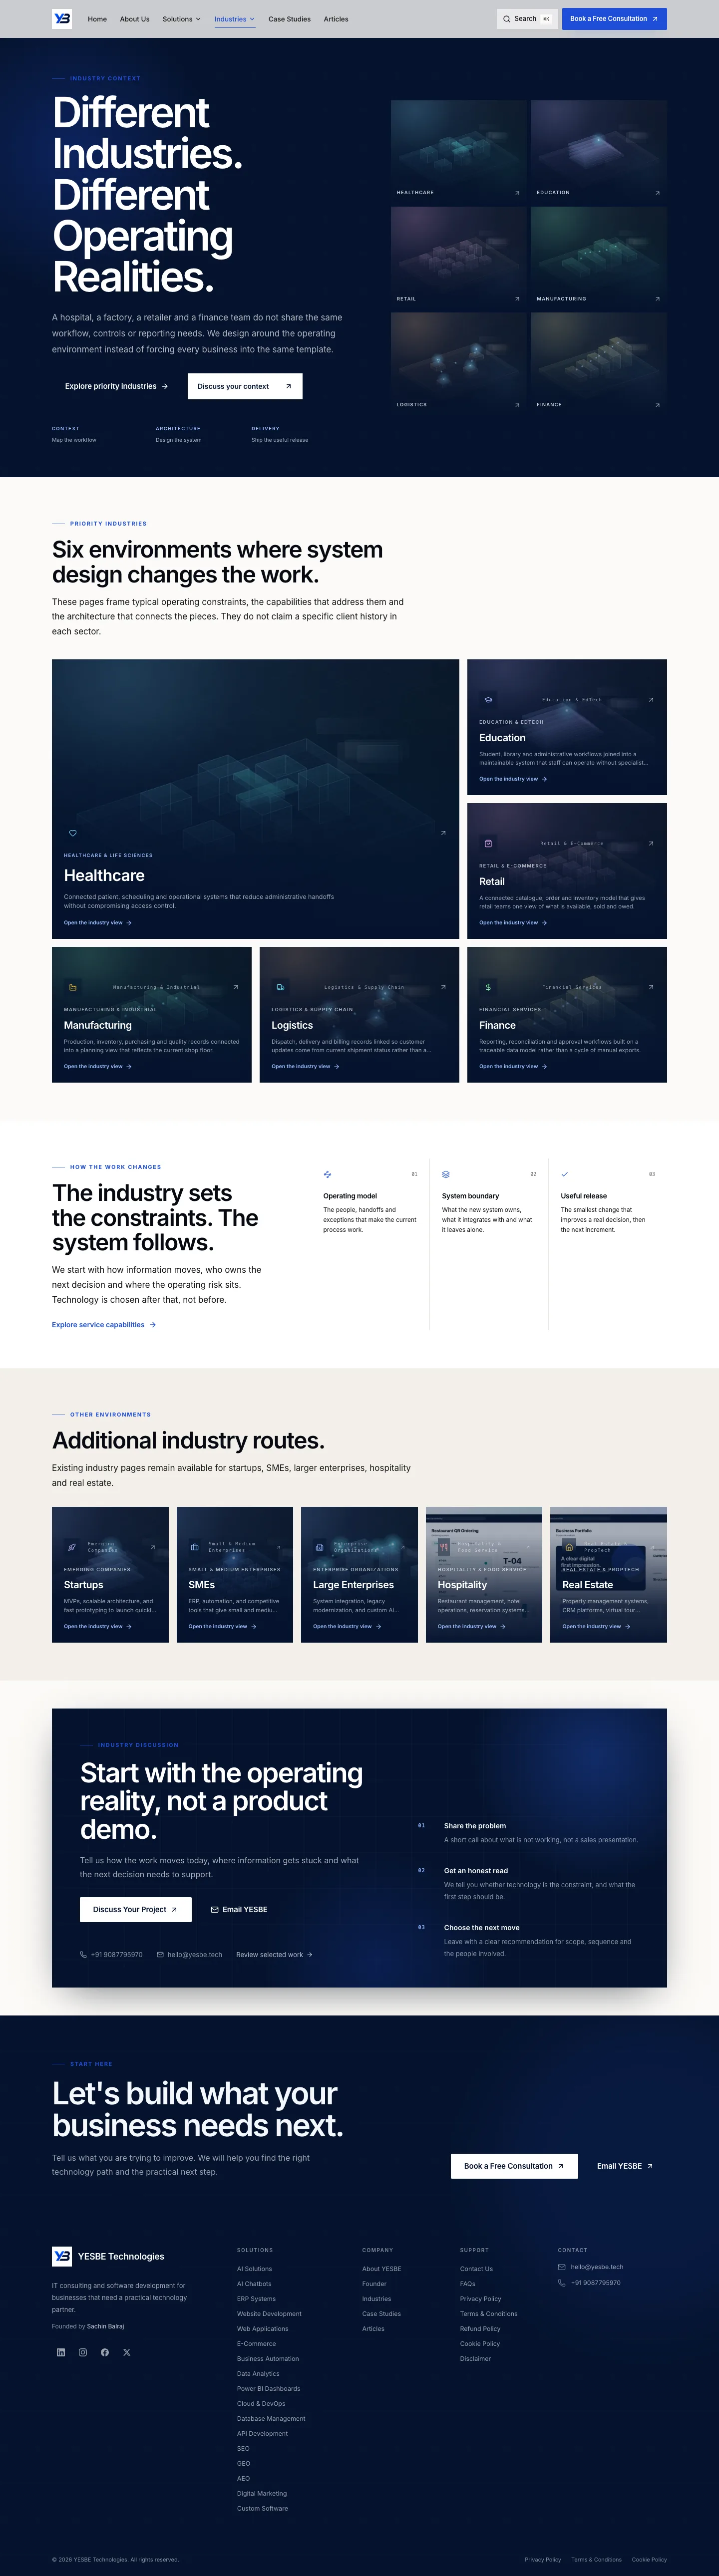 YB
Home
About Us
Solutions
Industries
Case Studies
Articles
Search
⌘K
Book a Free Consultation
INDUSTRY CONTEXT
Different
Industries.
Different
Operating
Realities.
A hospital, a factory, a retailer and a finance team do not share the same
workflow, controls or reporting needs. We design around the operating
environment instead of forcing every business into the same template.
Explore priority industries
Discuss your context
CONTEXT
Map the workflow
ARCHITECTURE
Design the system
DELIVERY
Ship the useful release
HEALTHCARE
EDUCATION
RETAIL
MANUFACTURING
LOGISTICS
FINANCE
PRIORITY INDUSTRIES
Six environments where system
design changes the work.
These pages frame typical operating constraints, the capabilities that address them and
the architecture that connects the pieces. They do not claim a specific client history in
each sector.
HEALTHCARE & LIFE SCIENCES
Healthcare
Connected patient, scheduling and operational systems that reduce administrative handoffs
without compromising access control.
Open the industry view
Education & EdTech
EDUCATION & EDTECH
Education
Student, library and administrative workflows joined into a
maintainable system that staff can operate without specialist...
Open the industry view
Retail & E-Commerce
RETAIL & E-COMMERCE
Retail
A connected catalogue, order and inventory model that gives
retail teams one view of what is available, sold and owed.
Open the industry view
Manufacturing & Industrial
MANUFACTURING & INDUSTRIAL
Manufacturing
Production, inventory, purchasing and quality records connected
into a planning view that reflects the current shop floor.
Open the industry view
Logistics & Supply Chain
LOGISTICS & SUPPLY CHAIN
Logistics
Dispatch, delivery and billing records linked so customer
updates come from current shipment status rather than a...
Open the industry view
Financial Services
FINANCIAL SERVICES
Finance
Reporting, reconciliation and approval workflows built on a
traceable data model rather than a cycle of manual exports.
Open the industry view
HOW THE WORK CHANGES
The industry sets
the constraints. The
system follows.
We start with how information moves, who owns the
next decision and where the operating risk sits.
Technology is chosen after that, not before.
Explore service capabilities
01
Operating model
The people, handoffs and
exceptions that make the current
process work.
02
System boundary
What the new system owns,
what it integrates with and what
it leaves alone.
03
Useful release
The smallest change that
improves a real decision, then
the next increment.
OTHER ENVIRONMENTS
Additional industry routes.
Existing industry pages remain available for startups, SMEs, larger enterprises, hospitality
and real estate.
Emerging
Companies
EMERGING COMPANIES
Startups
MVPs, scalable architecture, and
fast prototyping to launch quickl...
Open the industry view
Small & Medium
Enterprises
SMALL & MEDIUM ENTERPRISES
SMEs
ERP, automation, and competitive
tools that give small and mediu...
Open the industry view
Enterprise
Organizations
ENTERPRISE ORGANIZATIONS
Large Enterprises
System integration, legacy
modernization, and custom AI...
Open the industry view
Restaurant QR Ordering
Hospitality &
Food Service
T-04
HOSPITALITY & FOOD SERVICE
Hospitality
Restaurant management, hotel
operations, reservation systems...
Open the industry view
Business Portfolio
Real Estate &
PropTech
A clear digital
first impression.
REAL ESTATE & PROPTECH
Real Estate
Property management systems,
CRM platforms, virtual tour...
Open the industry view
INDUSTRY DISCUSSION
Start with the operating
reality, not a product
demo.
Tell us how the work moves today, where information gets stuck and what
the next decision needs to support.
Discuss Your Project
Email YESBE
+91 9087795970
hello@yesbe.tech
Review selected work
01
Share the problem
A short call about what is not working, not a sales presentation.
02
Get an honest read
We tell you whether technology is the constraint, and what the
first step should be.
03
Choose the next move
Leave with a clear recommendation for scope, sequence and
the people involved.
START HERE
Let's build what your
business needs next.
Tell us what you are trying to improve. We will help you find the right
technology path and the practical next step.
Book a Free Consultation
Email YESBE
YB
YESBE Technologies
IT consulting and software development for
businesses that need a practical technology
partner.
Founded by Sachin Balraj
SOLUTIONS
AI Solutions
AI Chatbots
ERP Systems
Website Development
Web Applications
E-Commerce
Business Automation
Data Analytics
Power BI Dashboards
Cloud & DevOps
Database Management
API Development
SEO
GEO
AEO
Digital Marketing
Custom Software
COMPANY
About YESBE
Founder
Industries
Case Studies
Articles
SUPPORT
Contact Us
FAQs
Privacy Policy
Terms & Conditions
Refund Policy
Cookie Policy
Disclaimer
CONTACT
hello@yesbe.tech
+91 9087795970
© 2026 YESBE Technologies. All rights reserved.
Privacy Policy
Terms & Conditions
Cookie Policy